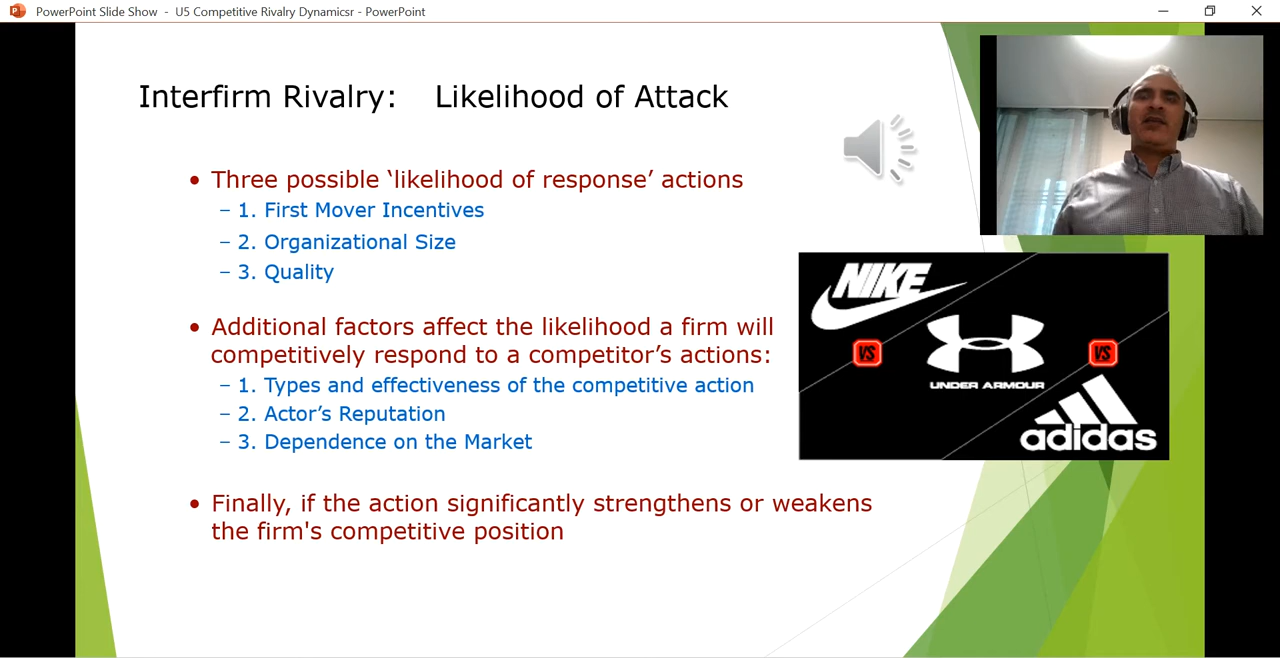 PowerPoint Slide Show - U5 Competitive Rivalry Dynamicsr - PowerPoint
Interfirm Rivalry: Likelihood of Attack
• Three possible ‘likelihood of response’ actions
– 1. First Mover Incentives
– 2. Organizational Size
– 3. Quality
• Additional factors affect the likelihood a firm will
competitively respond to a competitor’s actions:
– 1. Types and effectiveness of the competitive action
– 2. Actor’s Reputation
– 3. Dependence on the Market
• Finally, if the action significantly strengthens or weakens
the firm's competitive position
NIKE
VS
UNDER ARMOUR
VS
adidas